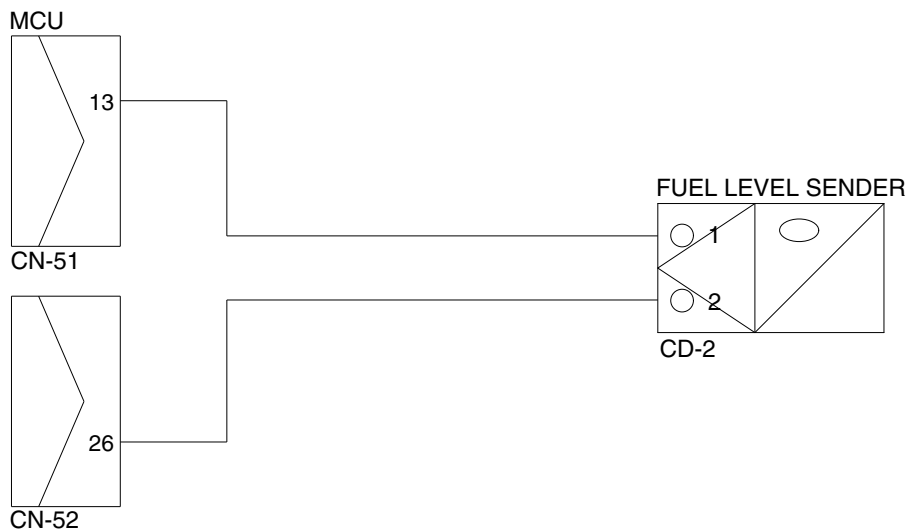 MCU
13
CN-51
FUEL LEVEL SENDER
1
2
CD-2
26
CN-52